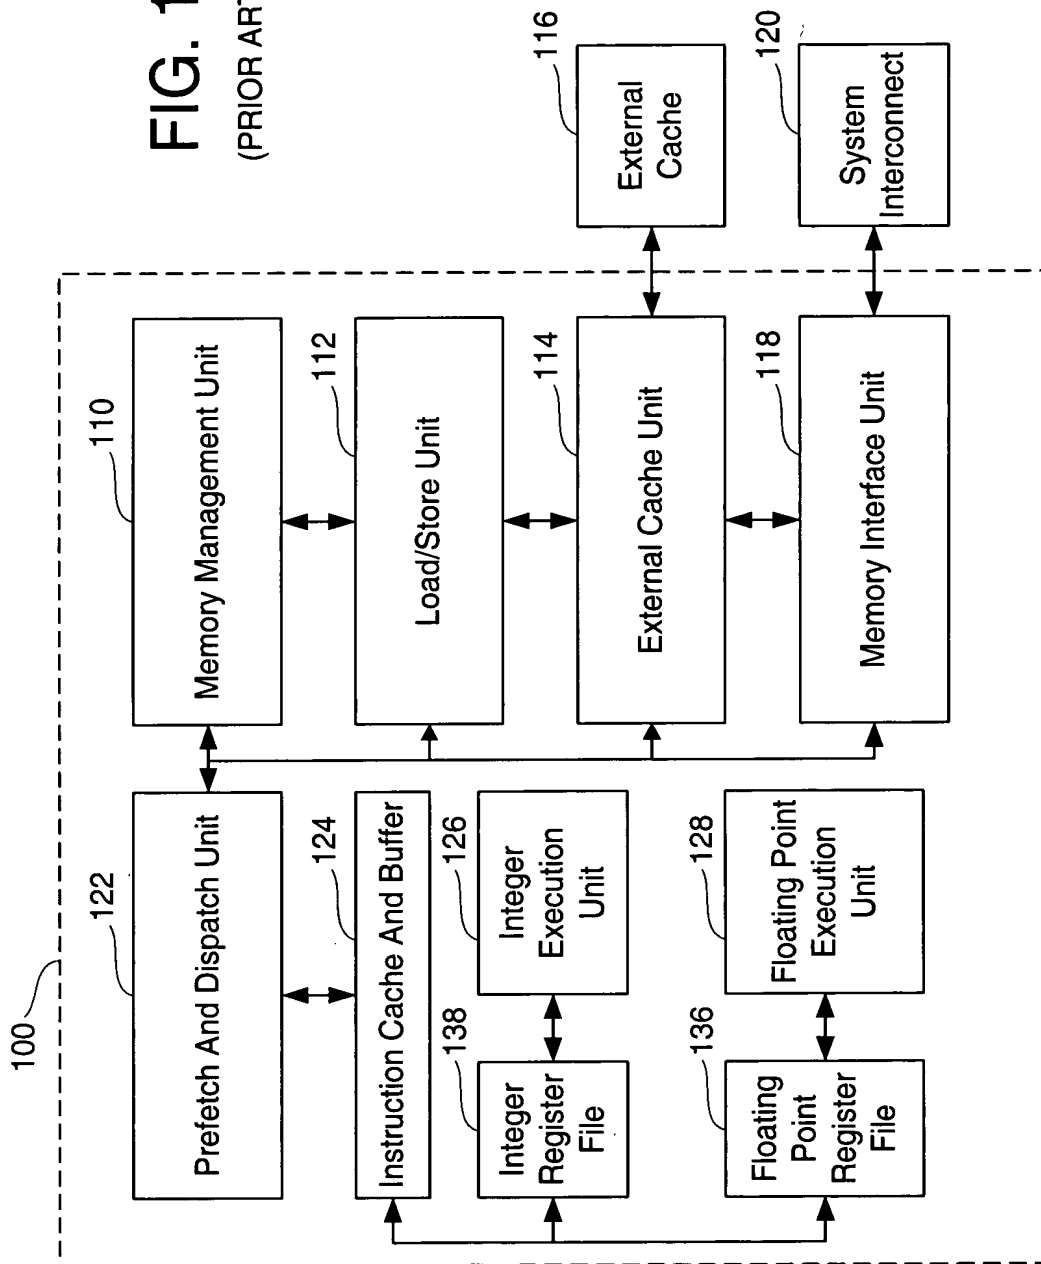 FIG. 1
(PRIOR ART
100
122
Prefetch And Dispatch Unit
110
Memory Management Unit
124
Instruction Cache And Buffer
112
Load/Store Unit
138
Integer
Register
File
126
Integer
Execution
Unit
114
External Cache Unit
116
External
Cache
136
Floating
Point
Register
File
128
Floating Point
Execution
Unit
118
Memory Interface Unit
120
System
Interconnect